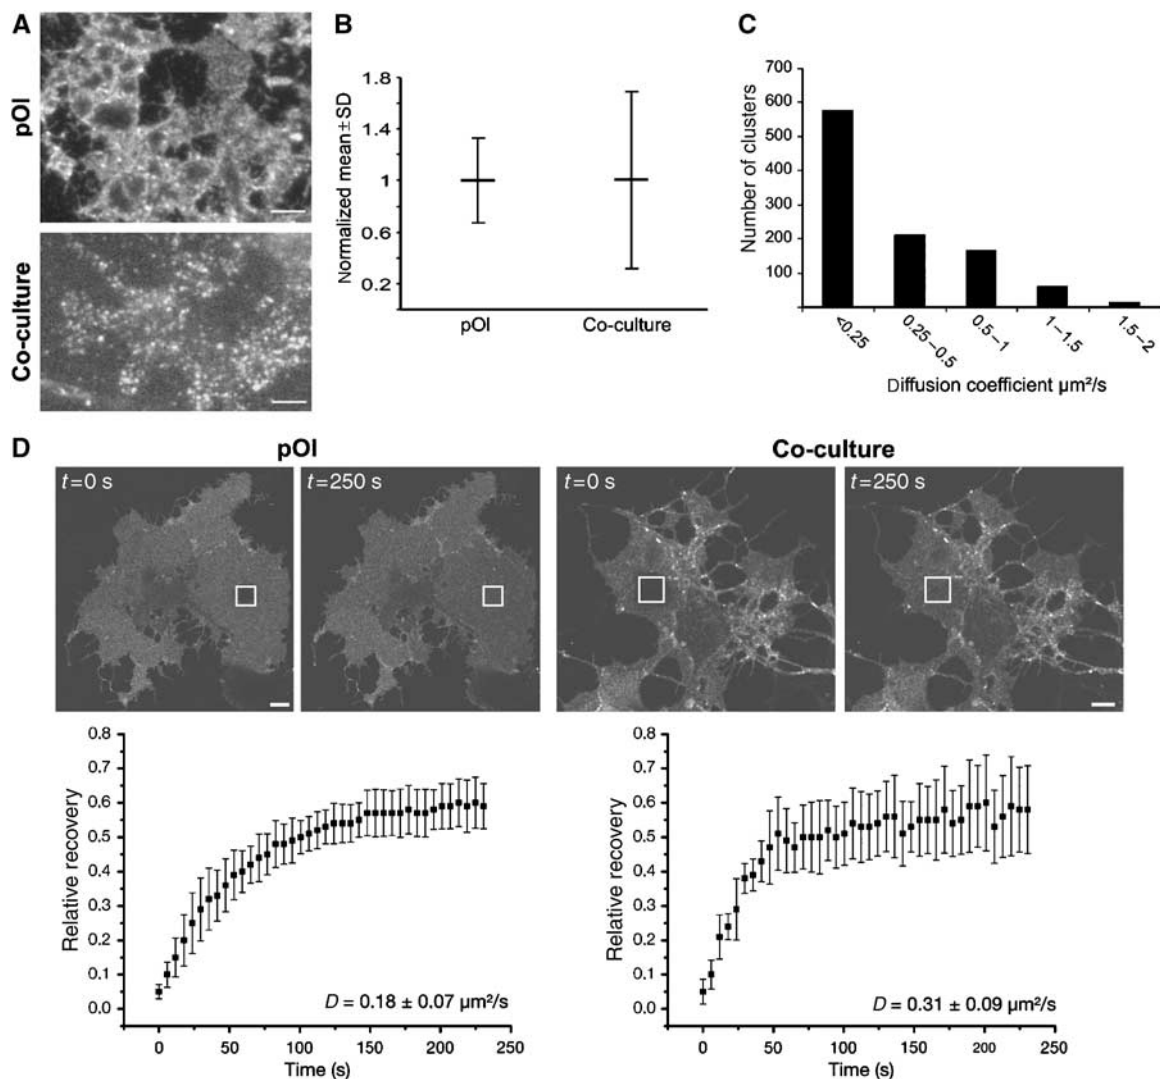 A
pOl
Co-culture
B
Normalized mean±SD
1.8
1.4
1
0.6
0.2
pOl
Co-culture
C
Number of clusters
700
600
500
400
300
200
100
<0.25
0.25–0.5
0.5–1
1–1.5
1.5–2
Diffusion coefficient µm²/s
D
pOl
Co-culture
t=0 s
t=250 s
t=0 s
t=250 s
Relative recovery
0.8
0.7
0.6
0.5
0.4
0.3
0.2
0.1
0.0
D = 0.18 ± 0.07 µm²/s
0
50
100
150
200
250
Time (s)
Relative recovery
0.8
0.7
0.6
0.5
0.4
0.3
0.2
0.1
0.0
D = 0.31 ± 0.09 µm²/s
0
50
100
150
200
250
Time (s)